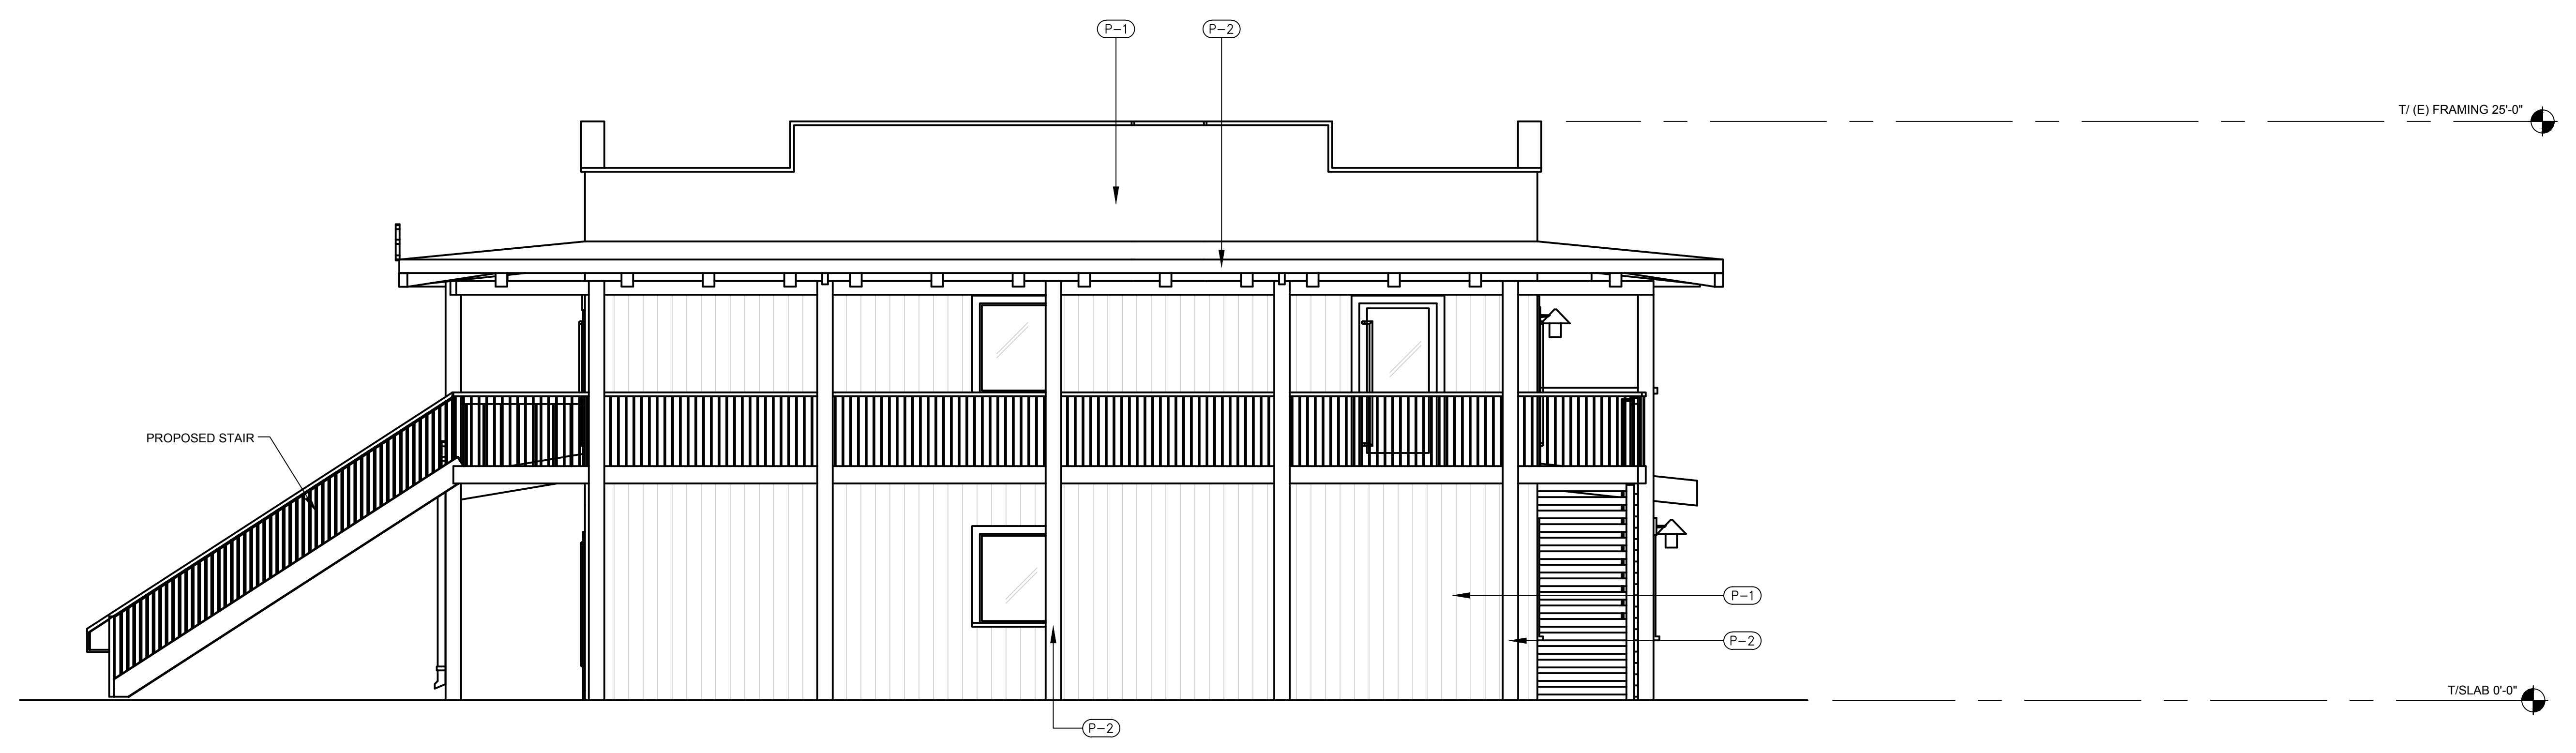 P-1
P-2
T/ (E) FRAMING 25'-0"
PROPOSED STAIR
P-1
P-2
T/SLAB 0'-0"
P-2